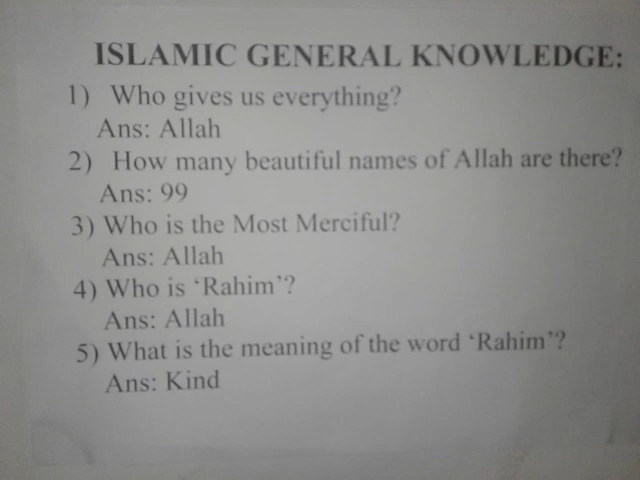 ISLAMIC GENERAL KNOWLEDGE:
1) Who gives us everything?
Ans: Allah
2) How many beautiful names of Allah are there?
Ans: 99
3) Who is the Most Merciful?
Ans: Allah
4) Who is ‘Rahim’?
Ans: Allah
5) What is the meaning of the word ‘Rahim’?
Ans: Kind